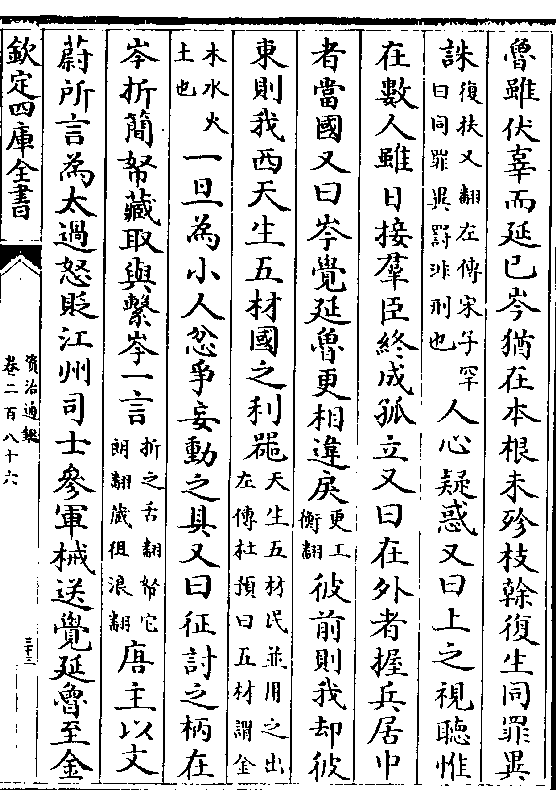 魯雖伏辜而延巳岑猶在本根未殄枝榦復生同罪異
誅復扶又翻左傳宋子罕曰同罪異罰非刑也人心疑惑又曰上之視聽惟
在數人雖日接羣臣終成孤立又曰在外者握兵居中
者當國又曰岑覺延魯更相違戾更工衡翻彼前則我却彼
東則我西天生五材國之利器天生五材民並用之出左傳杜預曰五材謂金
木水火土也一旦為小人忿爭妄動之具又曰征討之柄在
岑折簡帑藏取與繫岑一言折之舌翻帑它朗翻藏徂浪翻唐主以文
蔚所言為太過怒貶江州司士參軍械送覺延魯至金
欽定四庫全書
資治通鑑
卷二百八十六
三十三